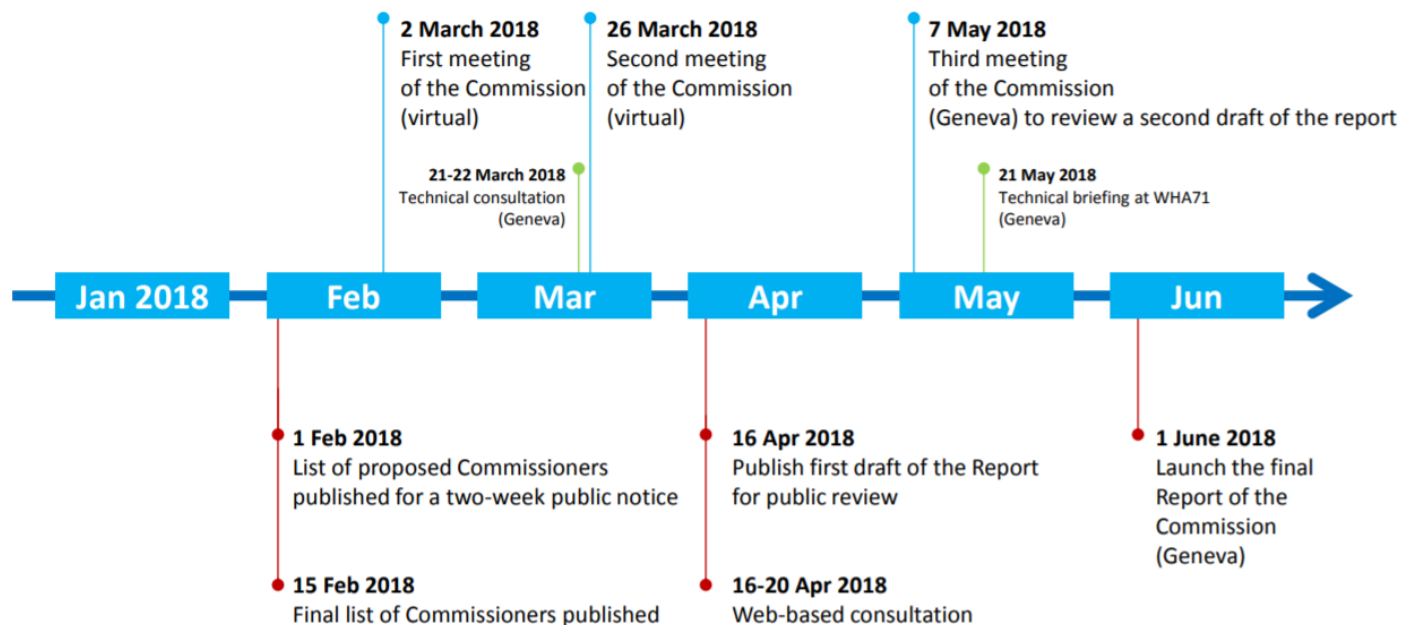 2 March 2018
First meeting
of the Commission
(virtual)
26 March 2018
Second meeting
of the Commission
(virtual)
7 May 2018
Third meeting
of the Commission
(Geneva) to review a second draft of the report
21-22 March 2018
Technical consultation
(Geneva)
21 May 2018
Technical briefing at WHA71
(Geneva)
Jan 2018
Feb
Mar
Apr
May
Jun
1 Feb 2018
List of proposed Commissioners
published for a two-week public notice
15 Feb 2018
Final list of Commissioners published
16 Apr 2018
Publish first draft of the Report
for public review
16-20 Apr 2018
Web-based consultation
1 June 2018
Launch the final
Report of the
Commission
(Geneva)